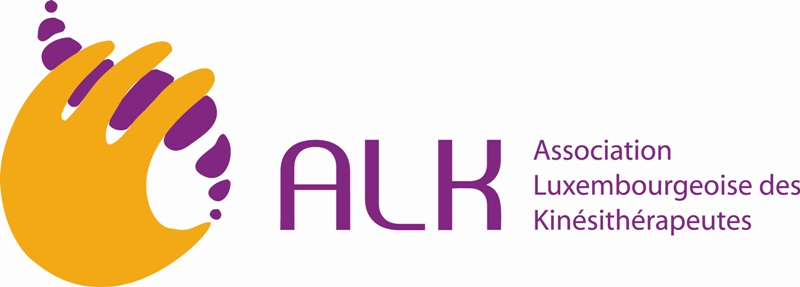 ALK
Association
Luxembourgeoise des
Kinésithérapeutes